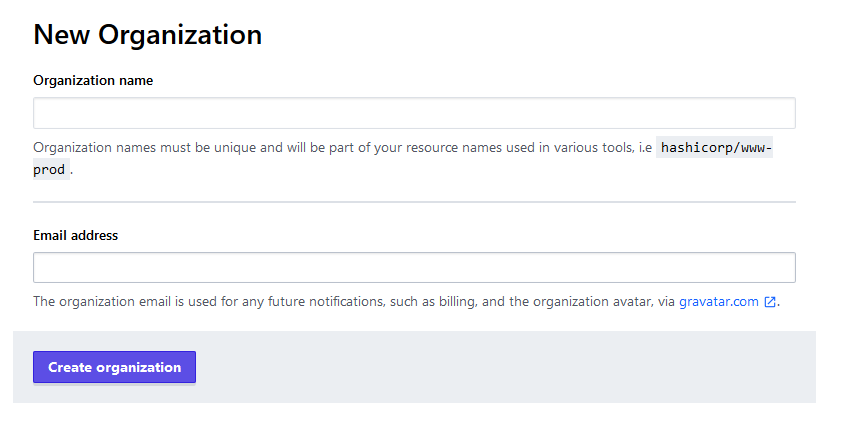 New Organization
Organization name
Organization names must be unique and will be part of your resource names used in various tools, i.e hashicorp/www-
prod .
Email address
The organization email is used for any future notifications, such as billing, and the organization avatar, via gravatar.com .
Create organization